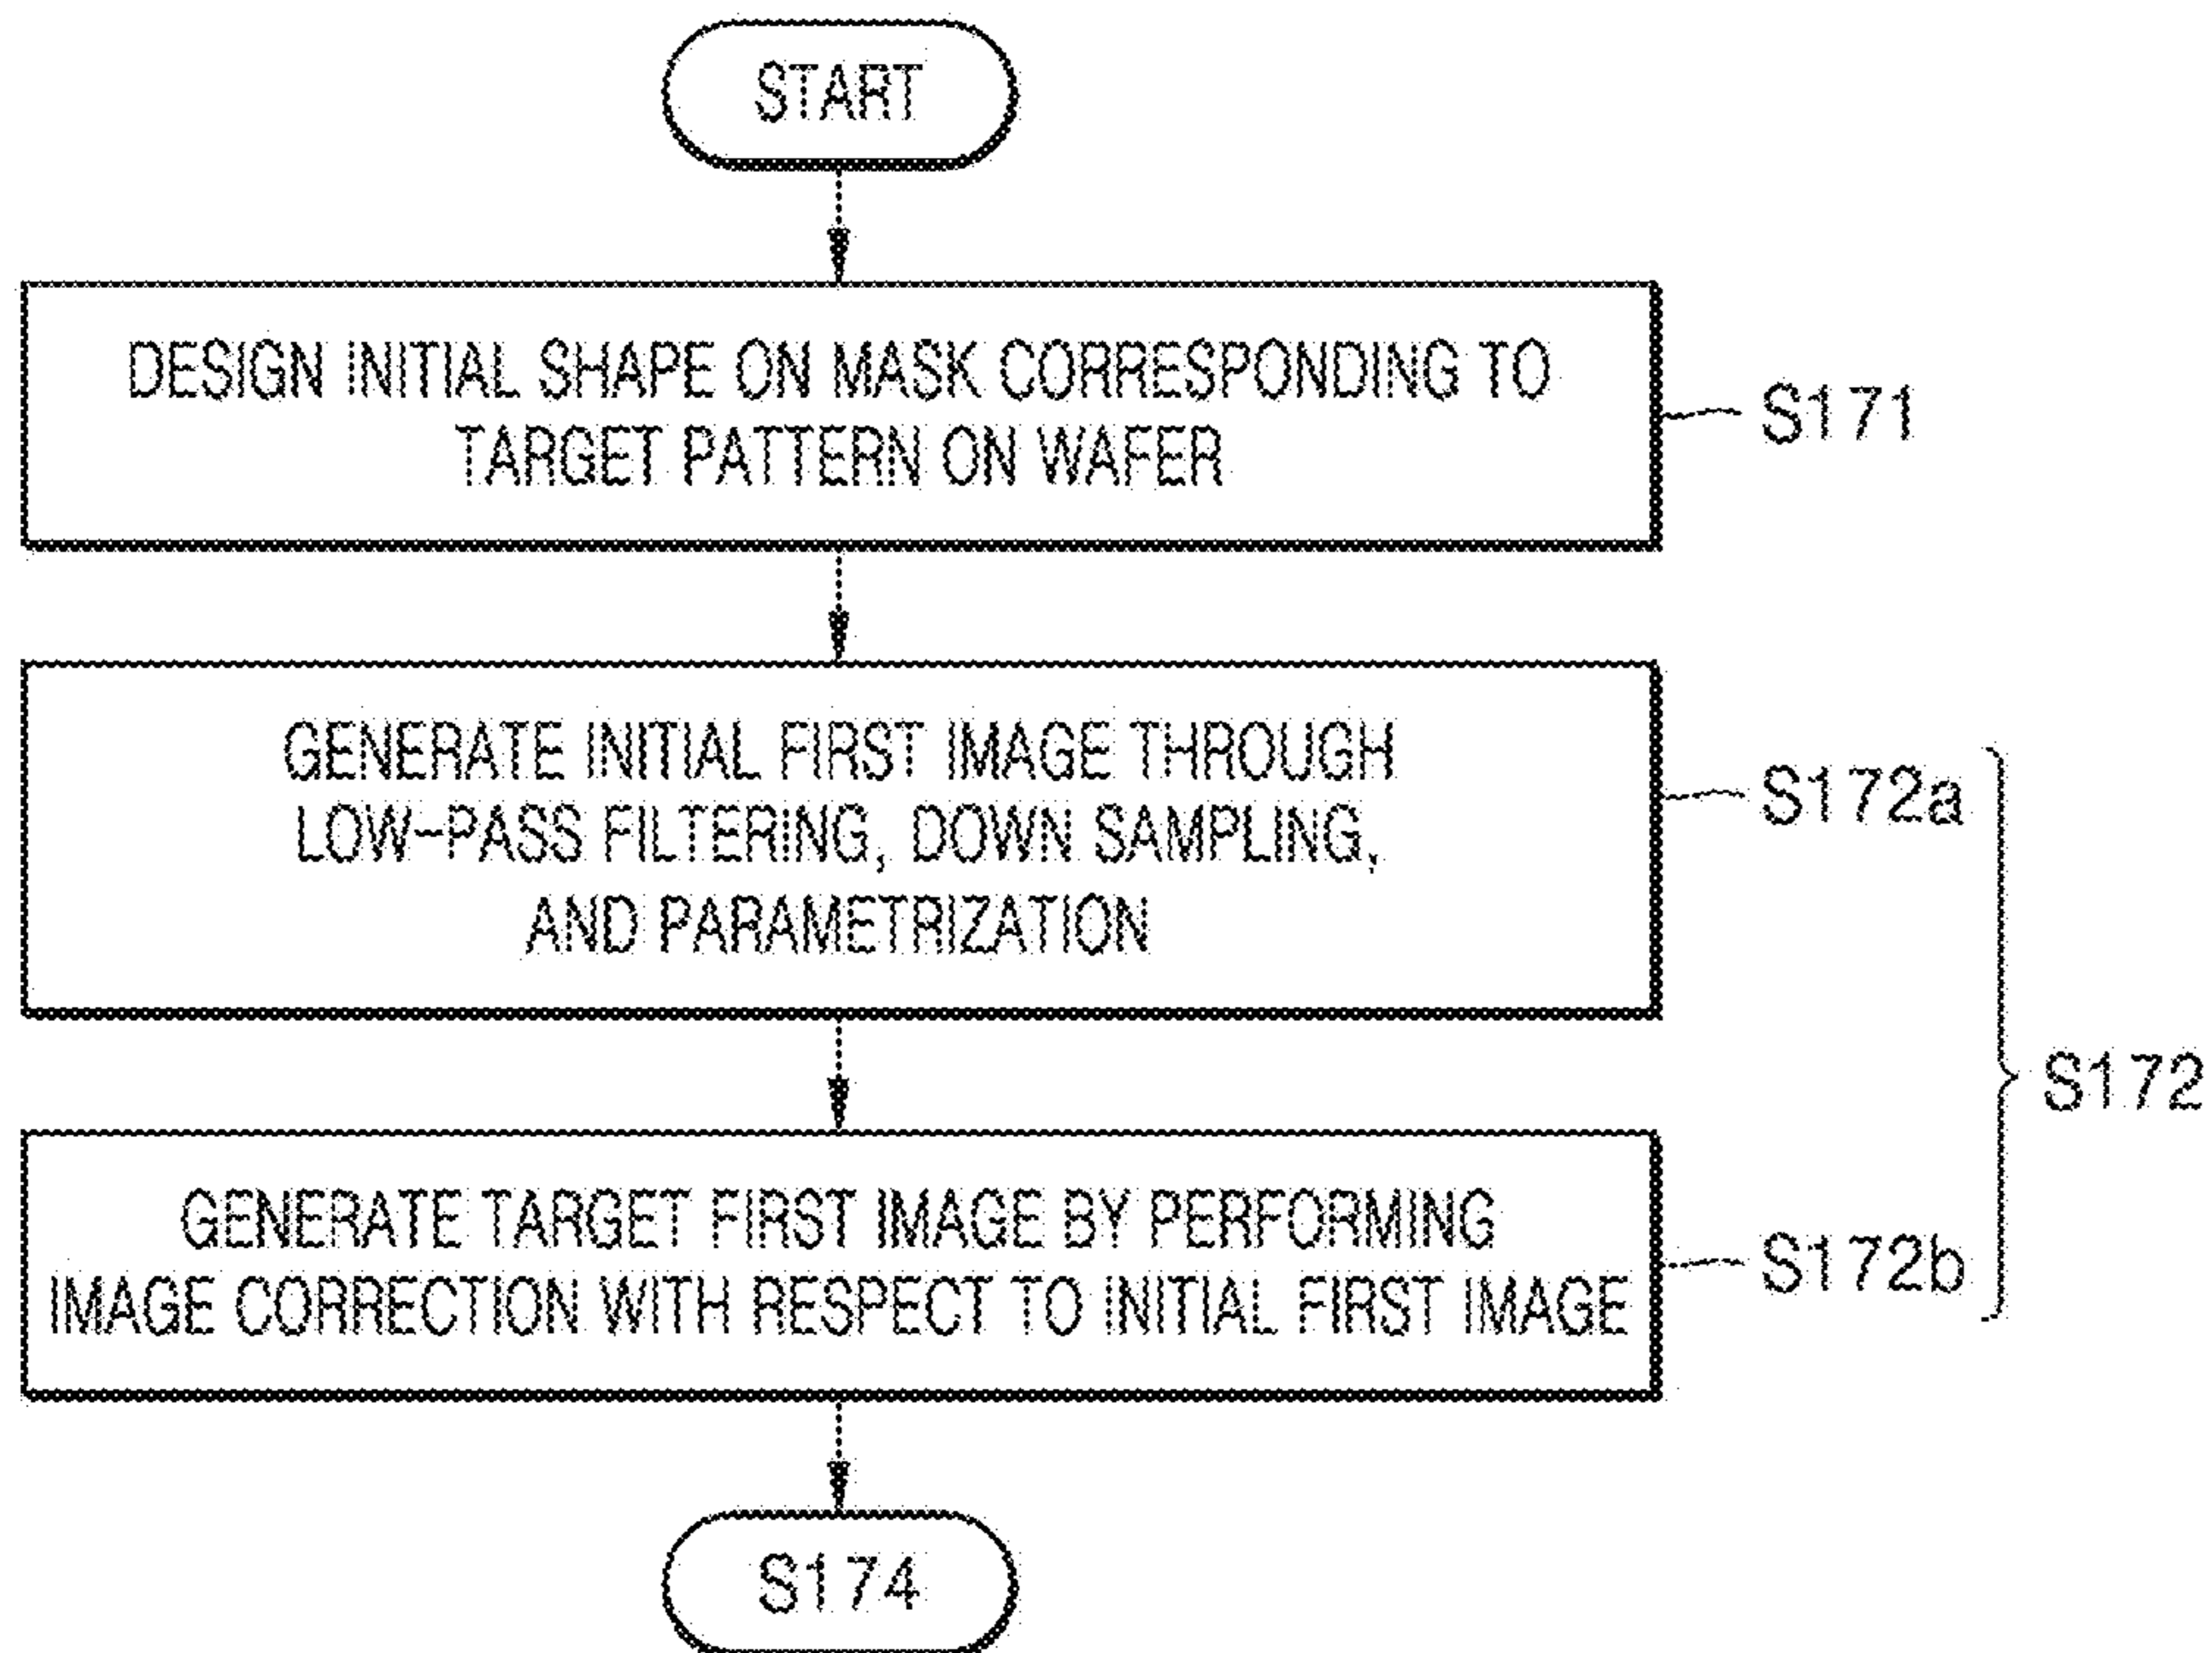 START
DESIGN INITIAL SHAPE ON MASK CORRESPONDING TO
TARGET PATTERN ON WAFER
S171
GENERATE INITIAL FIRST IMAGE THROUGH
LOW-PASS FILTERING, DOWN SAMPLING,
AND PARAMETRIZATION
S172a
S172
GENERATE TARGET FIRST IMAGE BY PERFORMING
IMAGE CORRECTION WITH RESPECT TO INITIAL FIRST IMAGE
S172b
S174